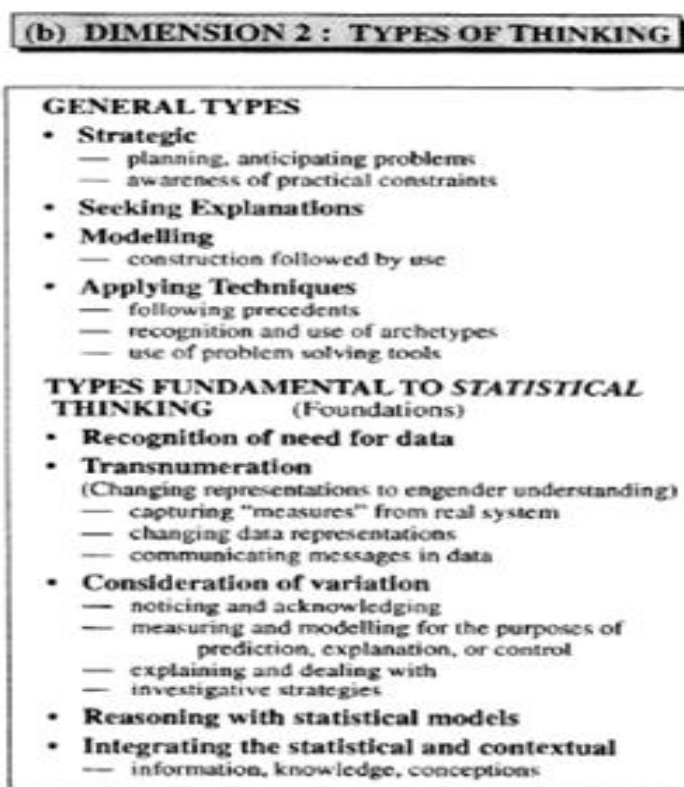 (b) DIMENSION 2 : TYPES OF THINKING
GENERAL TYPES
• Strategic
— planning, anticipating problems
— awareness of practical constraints
• Seeking Explanations
• Modelling
— construction followed by use
• Applying Techniques
— following precedents
— recognition and use of archetypes
— use of problem solving tools
TYPES FUNDAMENTAL TO STATISTICAL
THINKING (Foundations)
• Recognition of need for data
• Transnumeration
(Changing representations to engender understanding)
— capturing “measures” from real system
— changing data representations
— communicating messages in data
• Consideration of variation
— noticing and acknowledging
— measuring and modelling for the purposes of
prediction, explanation, or control
— explaining and dealing with
— investigative strategies
• Reasoning with statistical models
• Integrating the statistical and contextual
— information, knowledge, conceptions